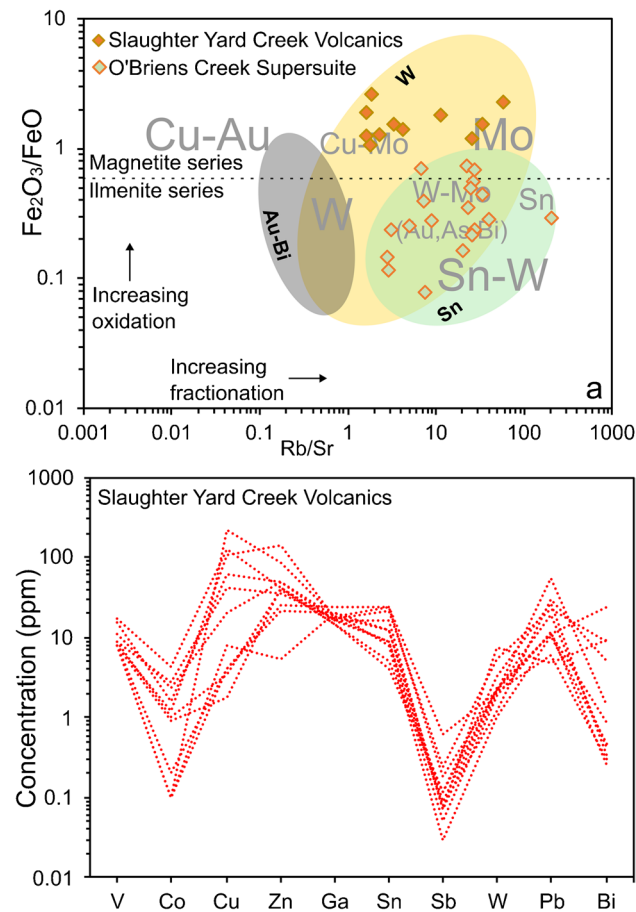 10
Slaughter Yard Creek Volcanics
O'Briens Creek Supersuite
W
Cu-Au
Cu-Mo
Mo
1
Magnetite series
Ilmenite series
W-Mo
Sn
W
Au-Bi
(Au,As,Bi)
Sn-W
Sn
0.1
Increasing
oxidation
Increasing
fractionation
a
0.01
0.001
0.01
0.1
1
10
100
1000
Rb/Sr
Fe₂O₃/FeO
1000
Slaughter Yard Creek Volcanics
100
10
1
0.1
0.01
Concentration (ppm)
V Co Cu Zn Ga Sn Sb W Pb Bi